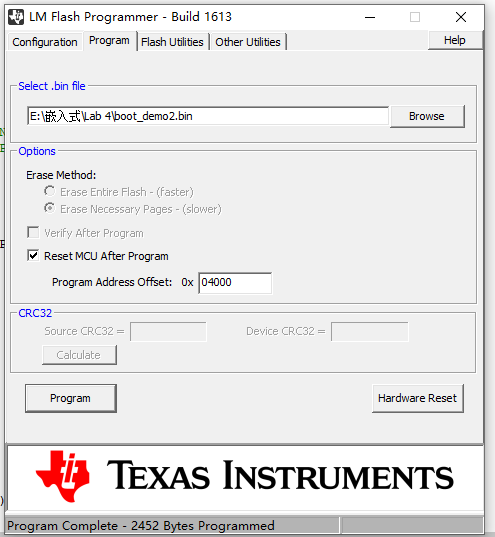 LM Flash Programmer - Build 1613
Configuration Program Flash Utilities Other Utilities Help
Select .bin file
E:\嵌入式\Lab 4\boot_demo2.bin Browse
Options
Erase Method:
Erase Entire Flash - (faster)
Erase Necessary Pages - (slower)
Verify After Program
Reset MCU After Program
Program Address Offset: 0x 04000
CRC32
Source CRC32 = Device CRC32 =
Calculate
Program Hardware Reset
TEXAS INSTRUMENTS
Program Complete - 2452 Bytes Programmed